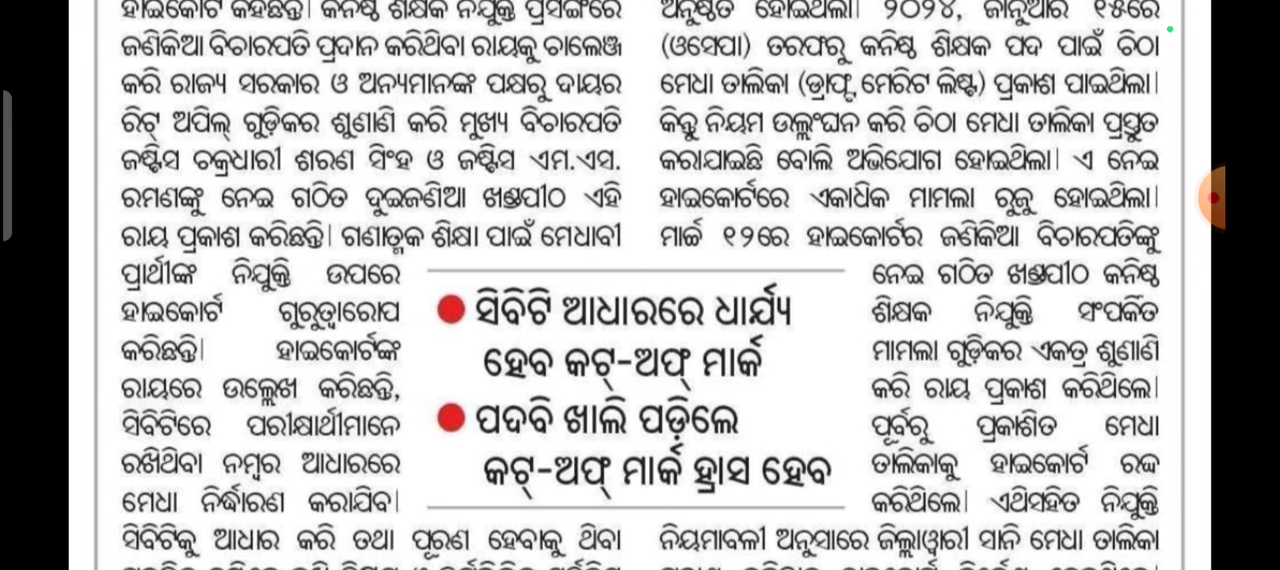 ହାଇକୋର୍ଟ କହିଛନ୍ତି। କନିଷ୍ଠ ଶିକ୍ଷକ ନିଯୁକ୍ତି ପ୍ରସଙ୍ଗରେ
ଜଣିକିଆ ବିଚାରପତି ପ୍ରଦାନ କରିଥିବା ରାୟକୁ ଚାଲେଞ୍ଜ
କରି ରାଜ୍ୟ ସରକାର ଓ ଅନ୍ୟମାନଙ୍କ ପକ୍ଷରୁ ଦାୟର
ରିଟ୍ ଅପିଲ୍ ଗୁଡ଼ିକର ଶୁଣାଣି କରି ମୁଖ୍ୟ ବିଚାରପତି
ଜଷ୍ଟିସ ଚକ୍ରଧାରୀ ଶରଣ ସିଂହ ଓ ଜଷ୍ଟିସ ଏମ.ଏସ.
ରମଣଙ୍କୁ ନେଇ ଗଠିତ ଦୁଇଜଣିଆ ଖଣ୍ଡପୀଠ ଏହି
ରାୟ ପ୍ରକାଶ କରିଛନ୍ତି। ଗଣାତ୍ମକ ଶିକ୍ଷା ପାଇଁ ମେଧାବୀ
ପ୍ରାର୍ଥୀଙ୍କ ନିଯୁକ୍ତି ଉପରେ
ହାଇକୋର୍ଟ ଗୁରୁତ୍ୱାରୋପ
କରିଛନ୍ତି। ହାଇକୋର୍ଟଙ୍କ
ରାୟରେ ଉଲ୍ଲେଖ କରିଛନ୍ତି,
ସିବିଟିରେ ପରୀକ୍ଷାର୍ଥୀମାନେ
ରଖିଥିବା ନମ୍ବର ଆଧାରରେ
ମେଧା ନିର୍ଦ୍ଧାରଣ କରାଯିବ।
ସିବିଟିକୁ ଆଧାର କରି ତଥା ପୂରଣ ହେବାକୁ ଥିବା
● ସିବିଟି ଆଧାରରେ ଧାର୍ଯ୍ୟ
ହେବ କଟ୍-ଅଫ୍ ମାର୍କ
● ପଦବି ଖାଲି ପଡ଼ିଲେ
କଟ୍-ଅଫ୍ ମାର୍କ ହ୍ରାସ ହେବ
ଅନୁଷ୍ଠିତ ହୋଇଥିଲା। ୨୦୨୪, ଜାନୁଆରି ୧୫ରେ
(ଓସେପା) ତରଫରୁ କନିଷ୍ଠ ଶିକ୍ଷକ ପଦ ପାଇଁ ଚିଠା
ମେଧା ତାଲିକା (ଡ୍ରାଫ୍ଟ ମେରିଟ ଲିଷ୍ଟ) ପ୍ରକାଶ ପାଇଥିଲା।
କିନ୍ତୁ ନିୟମ ଉଲ୍ଲଂଘନ କରି ଚିଠା ମେଧା ତାଲିକା ପ୍ରସ୍ତୁତ
କରାଯାଇଛି ବୋଲି ଅଭିଯୋଗ ହୋଇଥିଲା। ଏ ନେଇ
ହାଇକୋର୍ଟରେ ଏକାଧିକ ମାମଲା ରୁଜୁ ହୋଇଥିଲା।
ମାର୍ଚ୍ଚ ୧୨ରେ ହାଇକୋର୍ଟର ଜଣିକିଆ ବିଚାରପତିଙ୍କୁ
ନେଇ ଗଠିତ ଖଣ୍ଡପୀଠ କନିଷ୍ଠ
ଶିକ୍ଷକ ନିଯୁକ୍ତି ସଂପର୍କିତ
ମାମଲା ଗୁଡ଼ିକର ଏକତ୍ର ଶୁଣାଣି
କରି ରାୟ ପ୍ରକାଶ କରିଥିଲେ।
ପୂର୍ବରୁ ପ୍ରକାଶିତ ମେଧା
ତାଲିକାକୁ ହାଇକୋର୍ଟ ରଦ୍ଦ
କରିଥିଲେ। ଏଥିସହିତ ନିଯୁକ୍ତି
ନିୟମାବଳୀ ଅନୁସାରେ ଜିଲ୍ଲାୱାରୀ ସାନି ମେଧା ତାଲିକା